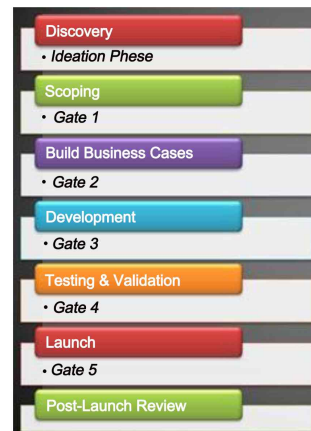 Discovery
• Ideation Phese
Scoping
• Gate 1
Build Business Cases
• Gate 2
Development
• Gate 3
Testing & Validation
• Gate 4
Launch
• Gate 5
Post-Launch Review